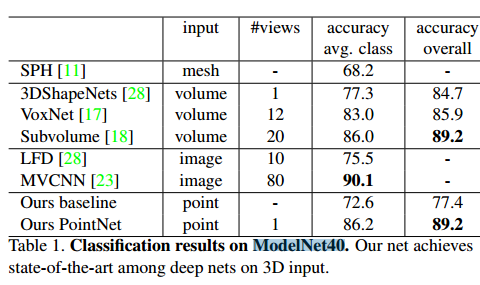 input #views accuracy accuracy
avg. class overall
SPH [11] mesh - 68.2 -
3DShapeNets [28] volume 1 77.3 84.7
VoxNet [17] volume 12 83.0 85.9
Subvolume [18] volume 20 86.0 89.2
LFD [28] image 10 75.5 -
MVCNN [23] image 80 90.1 -
Ours baseline point - 72.6 77.4
Ours PointNet point 1 86.2 89.2
Table 1. Classification results on ModelNet40. Our net achieves
state-of-the-art among deep nets on 3D input.